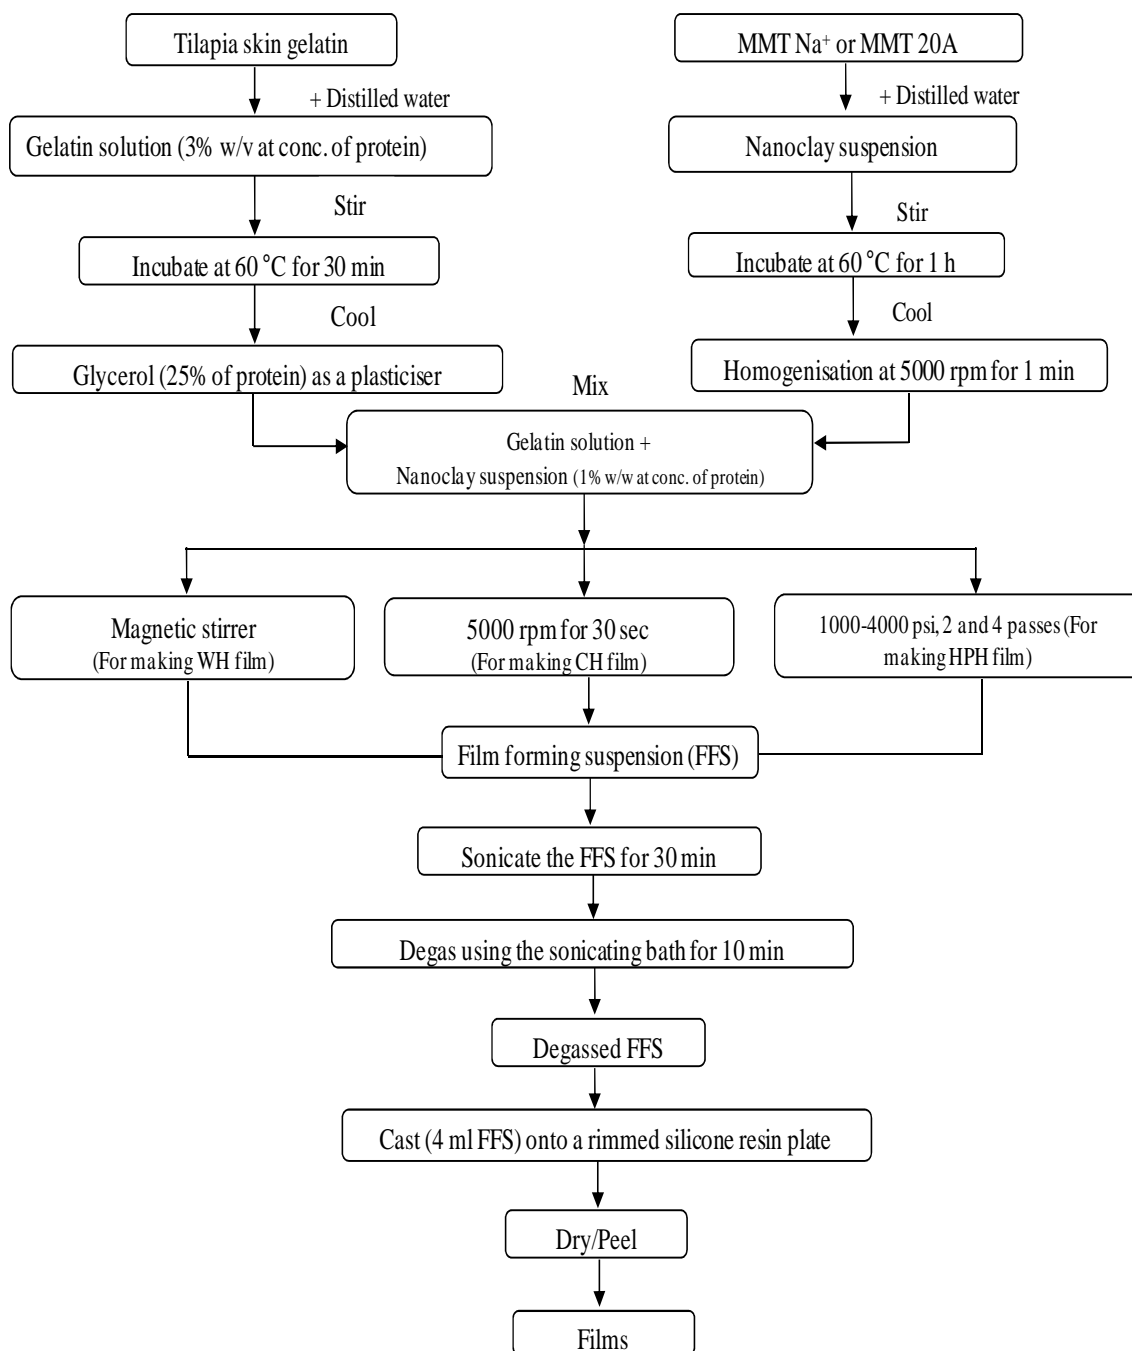 Tilapia skin gelatin
MMT Na⁺ or MMT 20A
+ Distilled water
+ Distilled water
Gelatin solution (3% w/v at conc. of protein)
Nanoclay suspension
Stir
Stir
Incubate at 60 °C for 30 min
Incubate at 60 °C for 1 h
Cool
Cool
Glycerol (25% of protein) as a plasticiser
Homogenisation at 5000 rpm for 1 min
Mix
Gelatin solution +
Nanoclay suspension (1% w/w at conc. of protein)
Magnetic stirrer
(For making WH film)
5000 rpm for 30 sec
(For making CH film)
1000-4000 psi, 2 and 4 passes (For
making HPH film)
Film forming suspension (FFS)
Sonicate the FFS for 30 min
Degas using the sonicating bath for 10 min
Degassed FFS
Cast (4 ml FFS) onto a rimmed silicone resin plate
Dry/Peel
Films